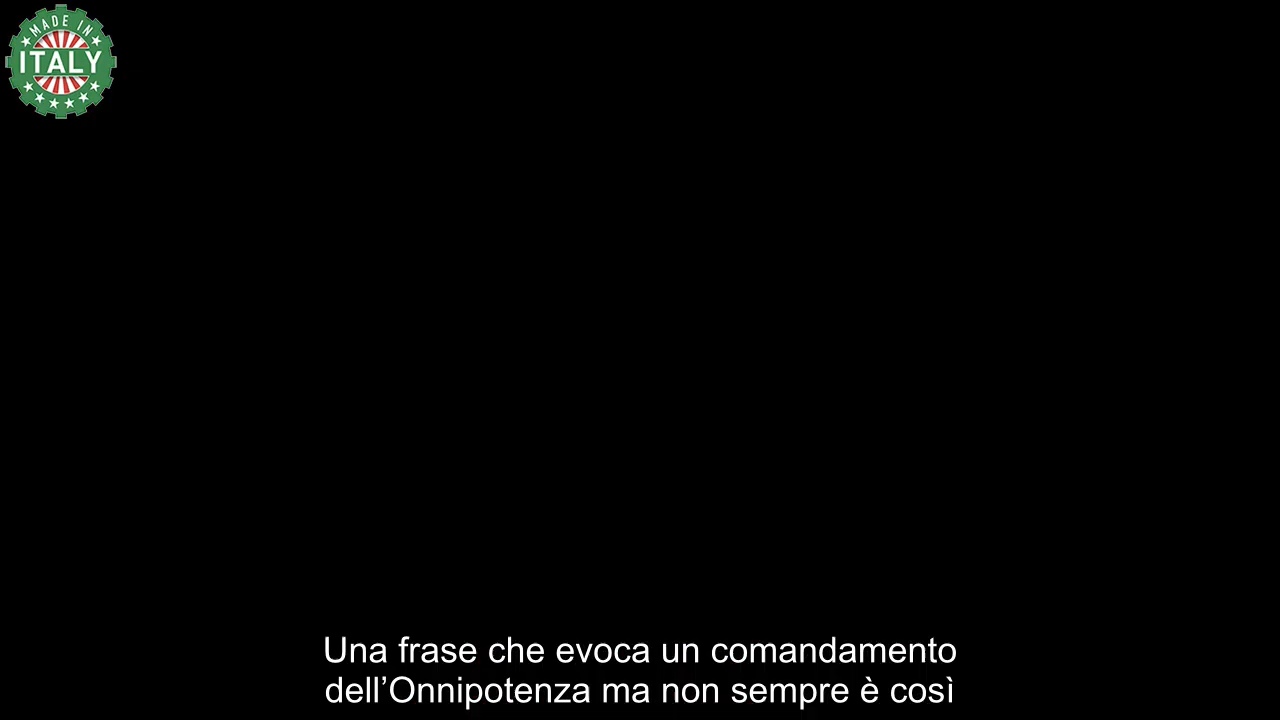 MADE IN
ITALY
Una frase che evoca un comandamento
dell’Onnipotenza ma non sempre è così